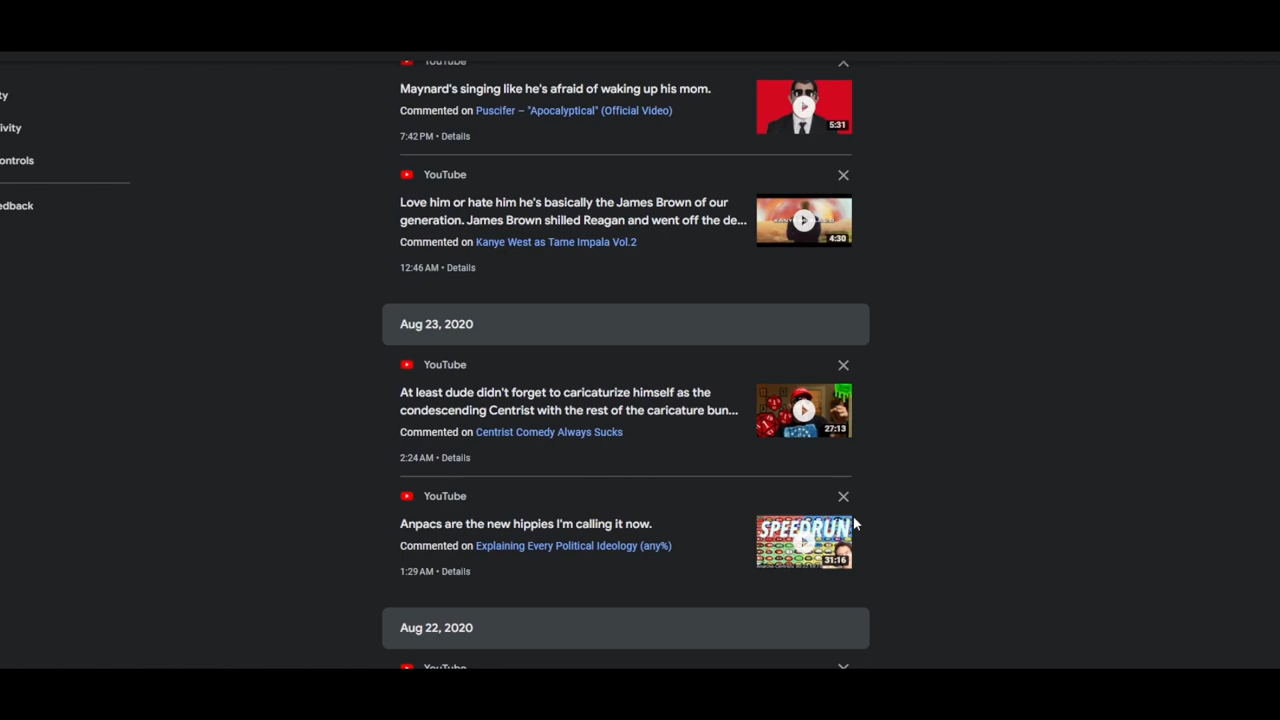 YouTube
ty
Maynard's singing like he's afraid of waking up his mom.
Commented on Puscifer – "Apocalyptical" (Official Video)
5:31
ivity
7:42 PM • Details
ontrols
YouTube
edback
Love him or hate him he's basically the James Brown of our
generation. James Brown shilled Reagan and went off the de...
Commented on Kanye West as Tame Impala Vol.2
4:30
12:46 AM • Details
Aug 23, 2020
YouTube
At least dude didn't forget to caricaturize himself as the
condescending Centrist with the rest of the caricature bun...
Commented on Centrist Comedy Always Sucks
27:13
2:24 AM • Details
YouTube
Anpacs are the new hippies I'm calling it now.
SPEEDRUN
Commented on Explaining Every Political Ideology (any%)
31:16
1:29 AM • Details
Aug 22, 2020
YouTube